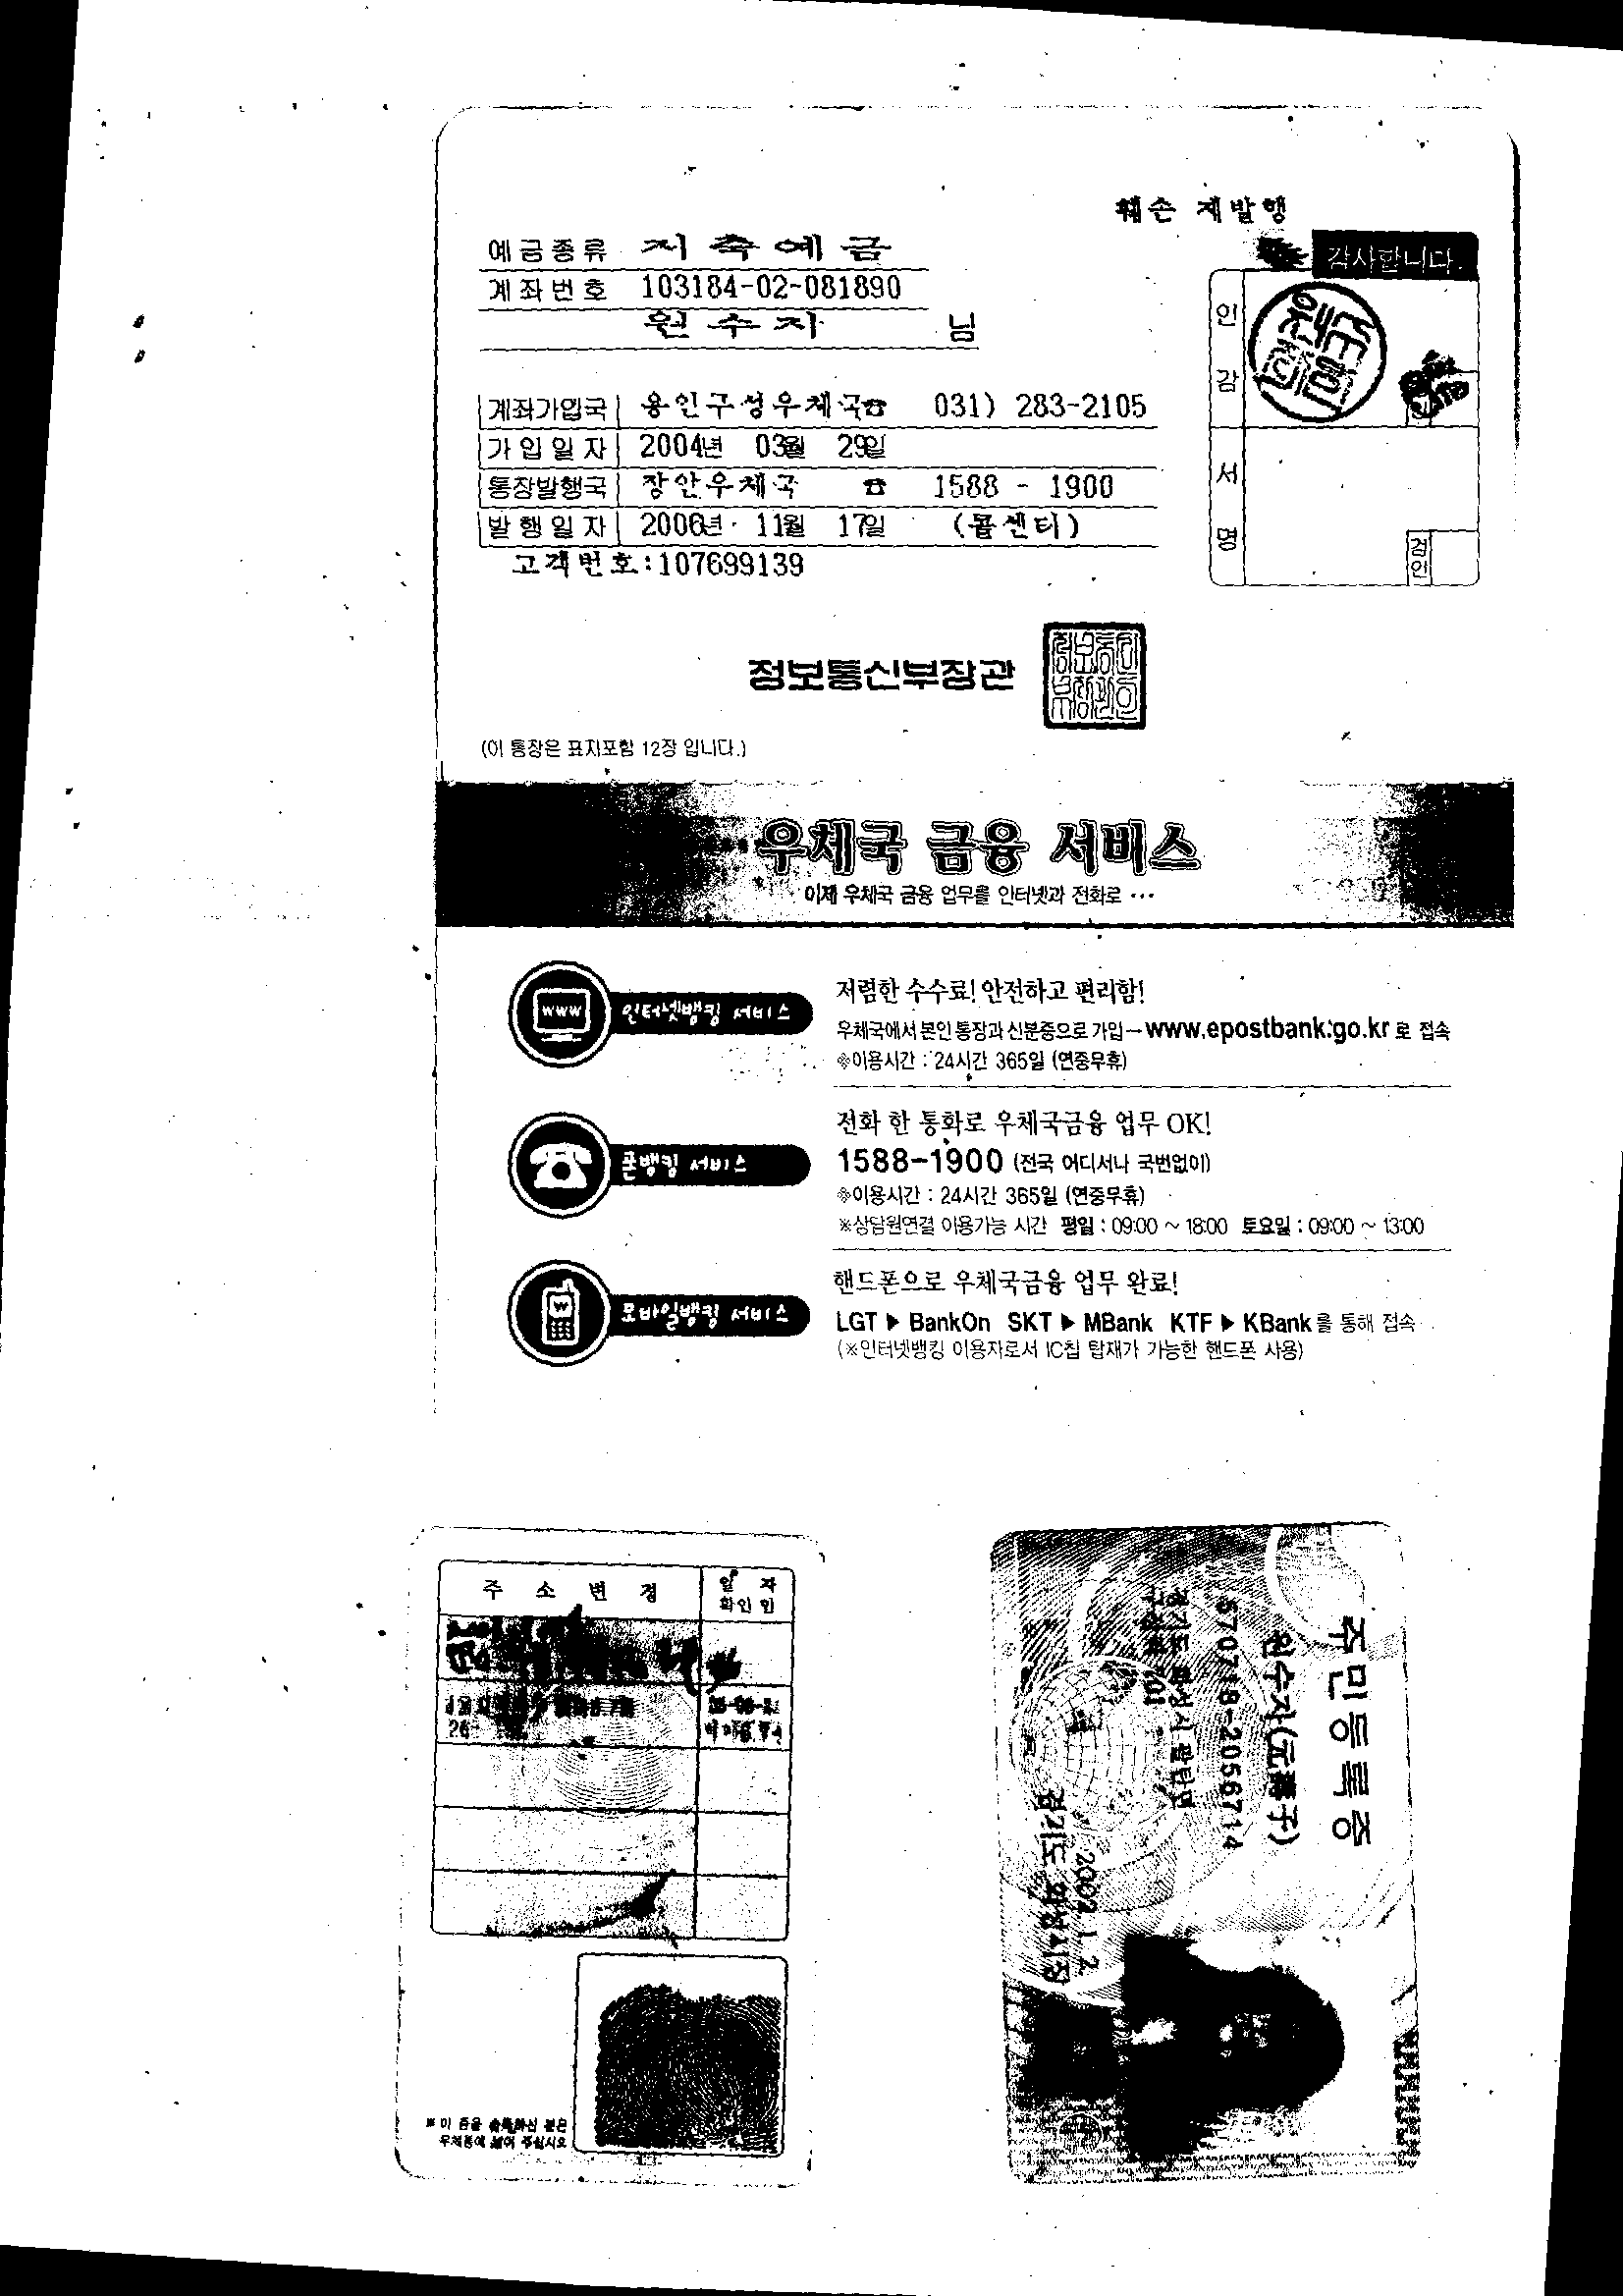 훼손 재발행
예금종류 저축예금
감사합니다.
계좌번호 103184-02-081890
원수자 님
인감
계좌가입국 용인구성우체국☎ 031) 283-2105
가입일자 2004년 03월 29일
통장발행국 장안우체국 ☎ 1588 - 1900
발행일자 2006년 11월 17일 (콜센터)
서명
검인
고객번호:107699139
정보통신부장관
(이 통장은 표지포함 12장 입니다.)
우체국 금융 서비스
이제 우체국 금융 업무를 인터넷과 전화로 ···
www 인터넷뱅킹 서비스
저렴한 수수료! 안전하고 편리함!
우체국에서 본인 통장과 신분증으로 가입→www.epostbank.go.kr 로 접속
※이용시간 : 24시간 365일 (연중무휴)
폰뱅킹 서비스
전화 한 통화로 우체국금융 업무 OK!
1588-1900 (전국 어디서나 국번없이)
※이용시간 : 24시간 365일 (연중무휴)
※상담원연결 이용가능 시간 평일 : 09:00 ~ 18:00 토요일 : 09:00 ~ 13:00
모바일뱅킹 서비스
핸드폰으로 우체국금융 업무 완료!
LGT ▶ BankOn SKT ▶ MBank KTF ▶ KBank을 통해 접속
(※인터넷뱅킹 이용자로서 IC칩 탑재가 가능한 핸드폰 사용)
주 소 변 경
일 자
확인인
26
※ 이 증을 습득하신 분은
우체통에 넣어 주십시오
주민등록증
원수자(元壽子)
570718-2056714
경기도 화성시 팔탄면
2002.1.2
경기도 화성시장